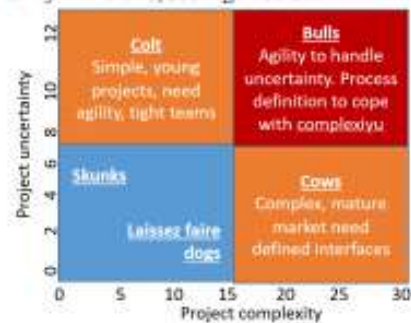 Colt
Simple, young
projects, need
agility, tight teams
Bulls
Agility to handle
uncertainty. Process
definition to cope
with complexiyu
Skunks
Laissez faire
dogs
Cows
Complex, mature
market need
defined interfaces
Project uncertainty
12
10
8
6
4
2
0
0 5 10 15 20 25 30
Project complexity